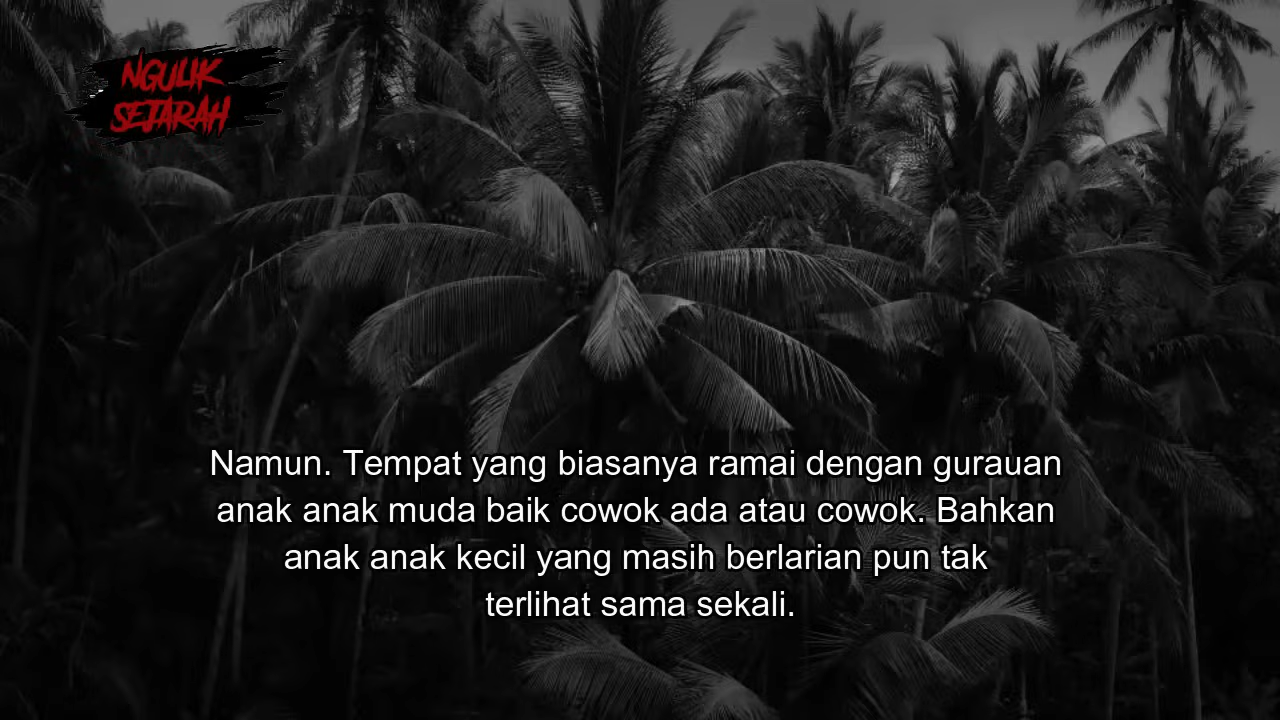 NGULIK
SEJARAH
Namun. Tempat yang biasanya ramai dengan gurauan
anak anak muda baik cowok ada atau cowok. Bahkan
anak anak kecil yang masih berlarian pun tak
terlihat sama sekali.